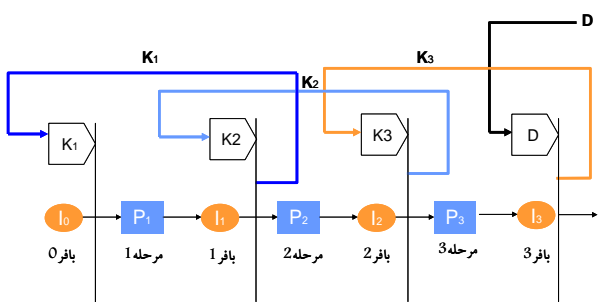 D
K₁
K₂
K₃
K₁
K2
K3
D
I₀
P₁
I₁
P₂
I₂
P₃
I₃
بافر0
مرحله1
بافر1
مرحله2
بافر2
مرحله3
بافر3